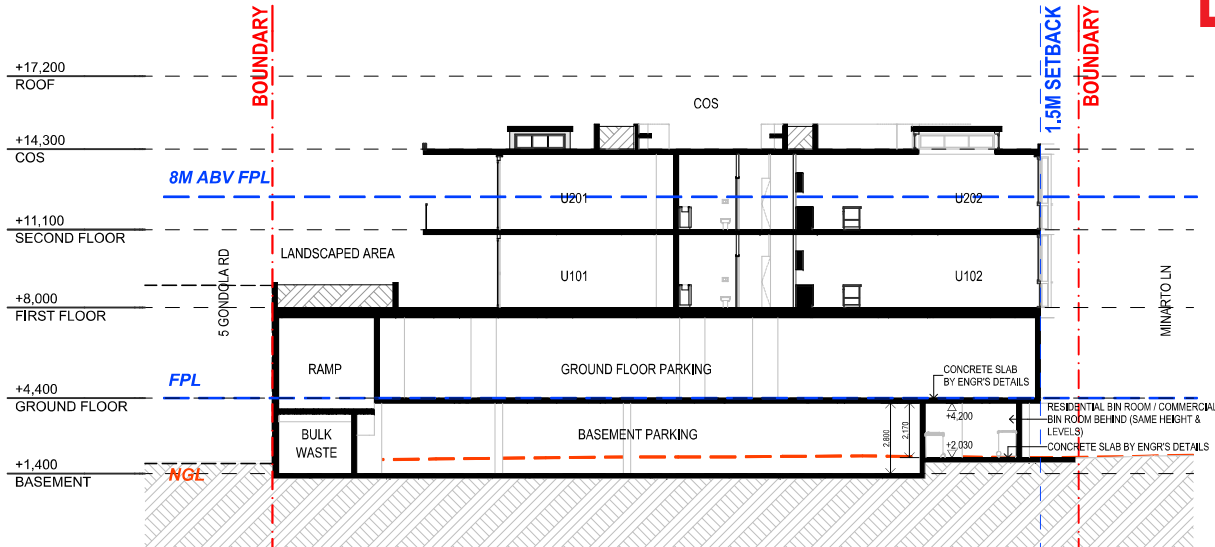 BOUNDARY
1.5M SETBACK
BOUNDARY
+17,200
ROOF
COS
+14,300
COS
8M ABV FPL
U201
U202
+11,100
SECOND FLOOR
LANDSCAPED AREA
5 GONDOLA RD
U101
U102
MINARTO LN
+8,000
FIRST FLOOR
RAMP
GROUND FLOOR PARKING
CONCRETE SLAB
BY ENGR'S DETAILS
FPL
+4,400
GROUND FLOOR
RESIDENTIAL BIN ROOM / COMMERCIAL
BIN ROOM BEHIND (SAME HEIGHT &
LEVELS)
+4,200
BULK
WASTE
BASEMENT PARKING
2,800
2,170
+2,030
CONCRETE SLAB BY ENGR'S DETAILS
+1,400
BASEMENT
NGL